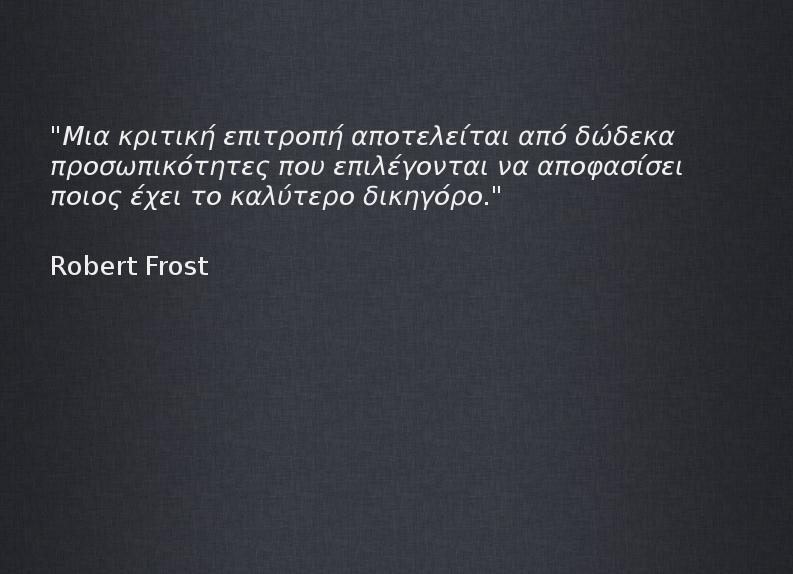 "Μια κριτική επιτροπή αποτελείται από δώδεκα
προσωπικότητες που επιλέγονται να αποφασίσει
ποιος έχει το καλύτερο δικηγόρο."
Robert Frost